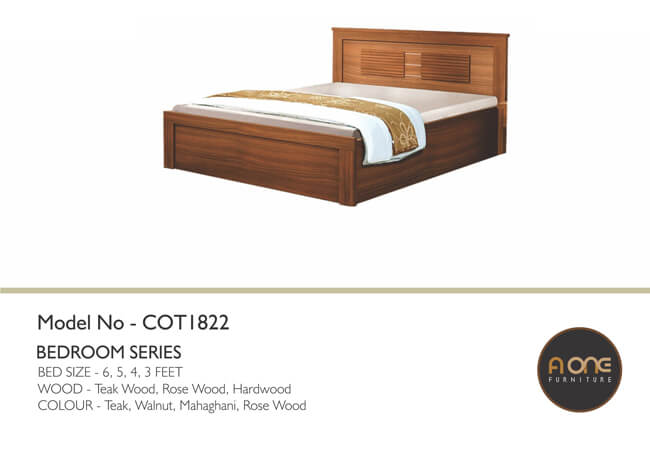 Model No - COT1822
BEDROOM SERIES
BED SIZE - 6, 5, 4, 3 FEET
WOOD - Teak Wood, Rose Wood, Hardwood
COLOUR - Teak, Walnut, Mahaghani, Rose Wood
A ONE
FURNITURE